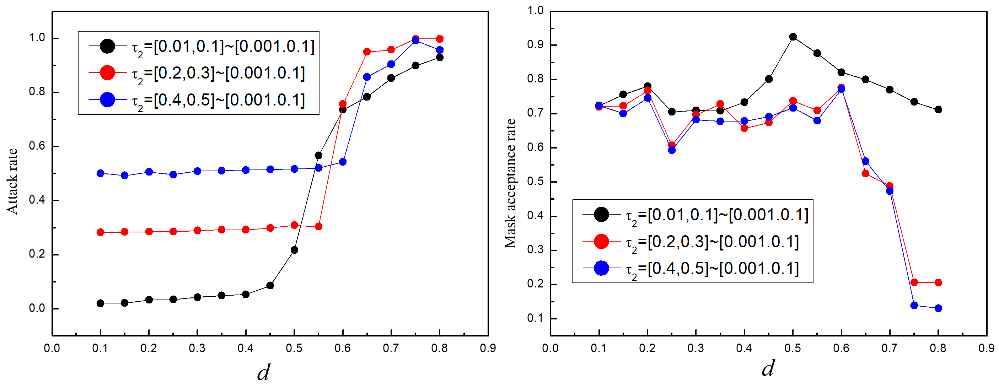 1.0
0.8
0.6
0.4
0.2
0.0
Attack rate
τ2=[0.01,0.1]~[0.001.0.1]
τ2=[0.2,0.3]~[0.001.0.1]
τ2=[0.4,0.5]~[0.001.0.1]
0.0 0.1 0.2 0.3 0.4 0.5 0.6 0.7 0.8 0.9
d
1.0
0.9
0.8
0.7
0.6
0.5
0.4
0.3
0.2
0.1
Mask acceptance rate
τ2=[0.01,0.1]~[0.001.0.1]
τ2=[0.2,0.3]~[0.001.0.1]
τ2=[0.4,0.5]~[0.001.0.1]
0.0 0.1 0.2 0.3 0.4 0.5 0.6 0.7 0.8 0.9
d